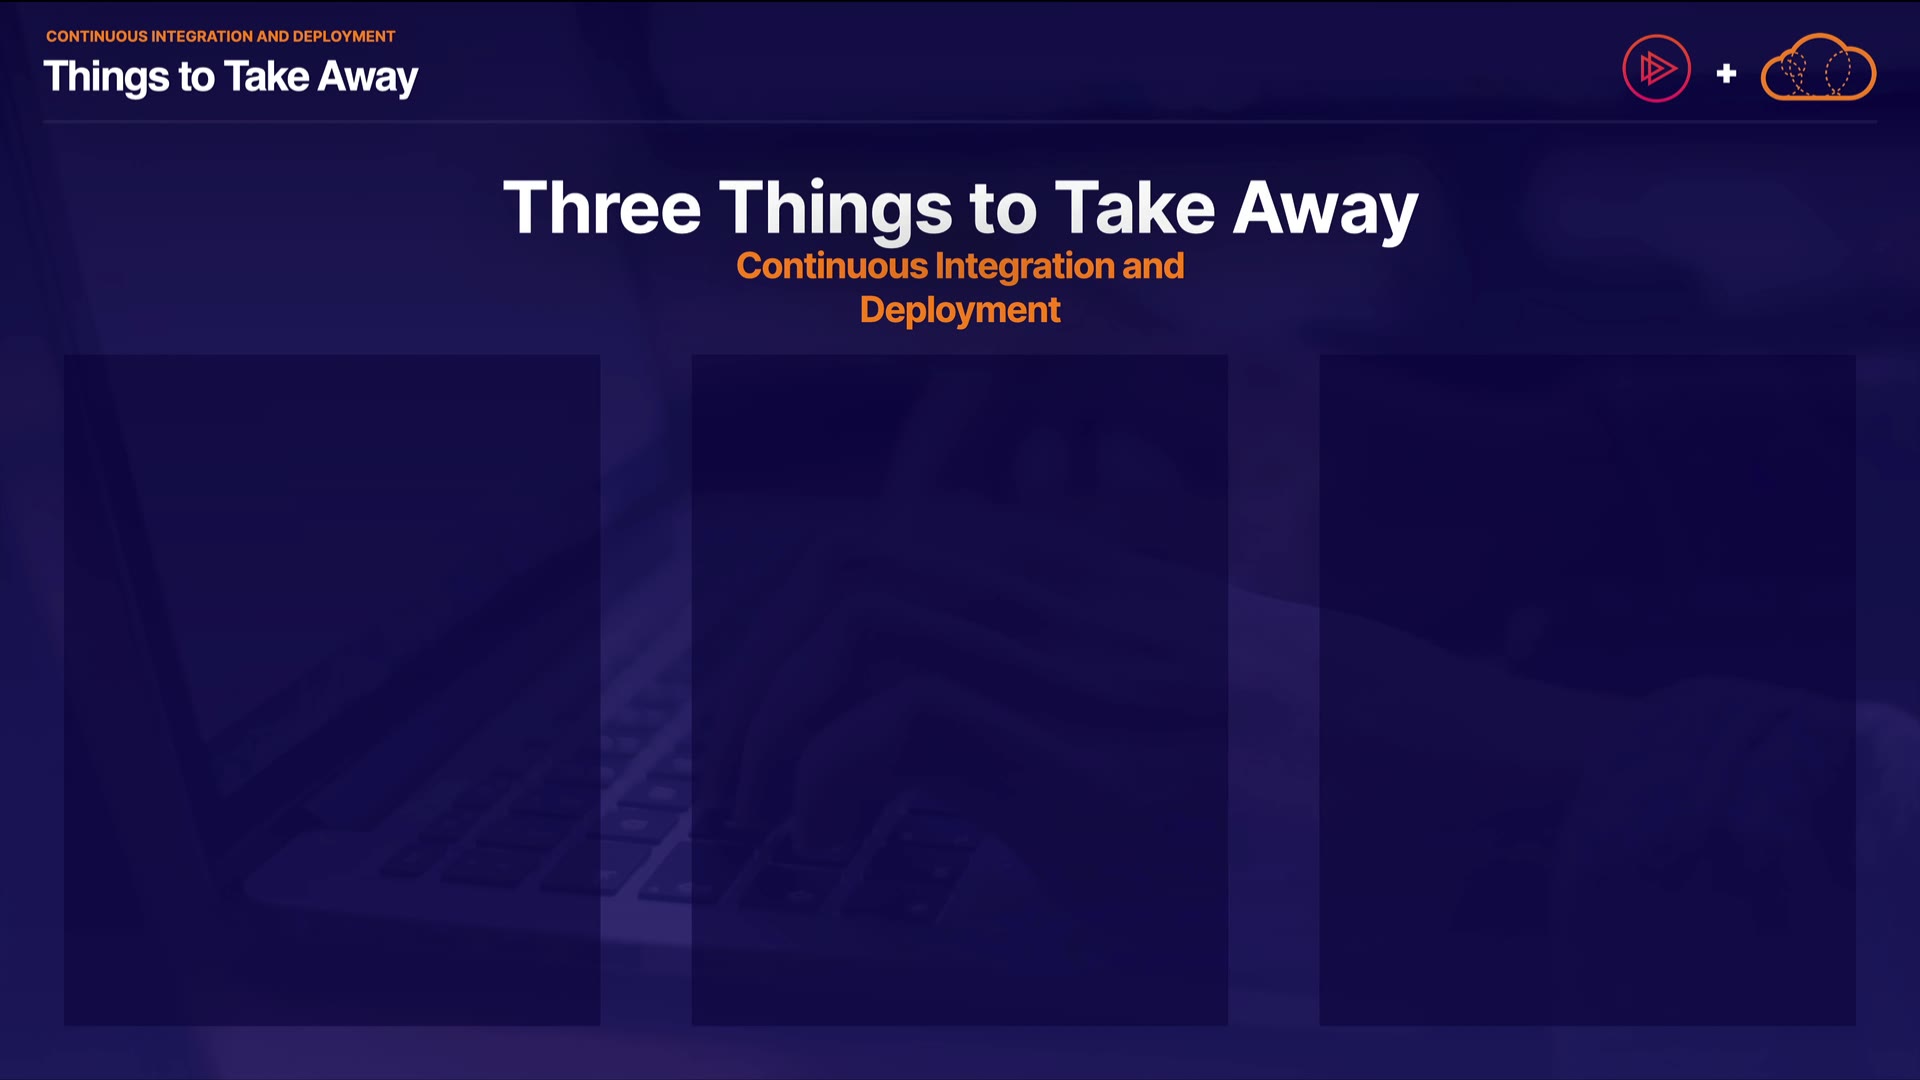 CONTINUOUS INTEGRATION AND DEPLOYMENT
Things to Take Away
Three Things to Take Away
Continuous Integration and
Deployment